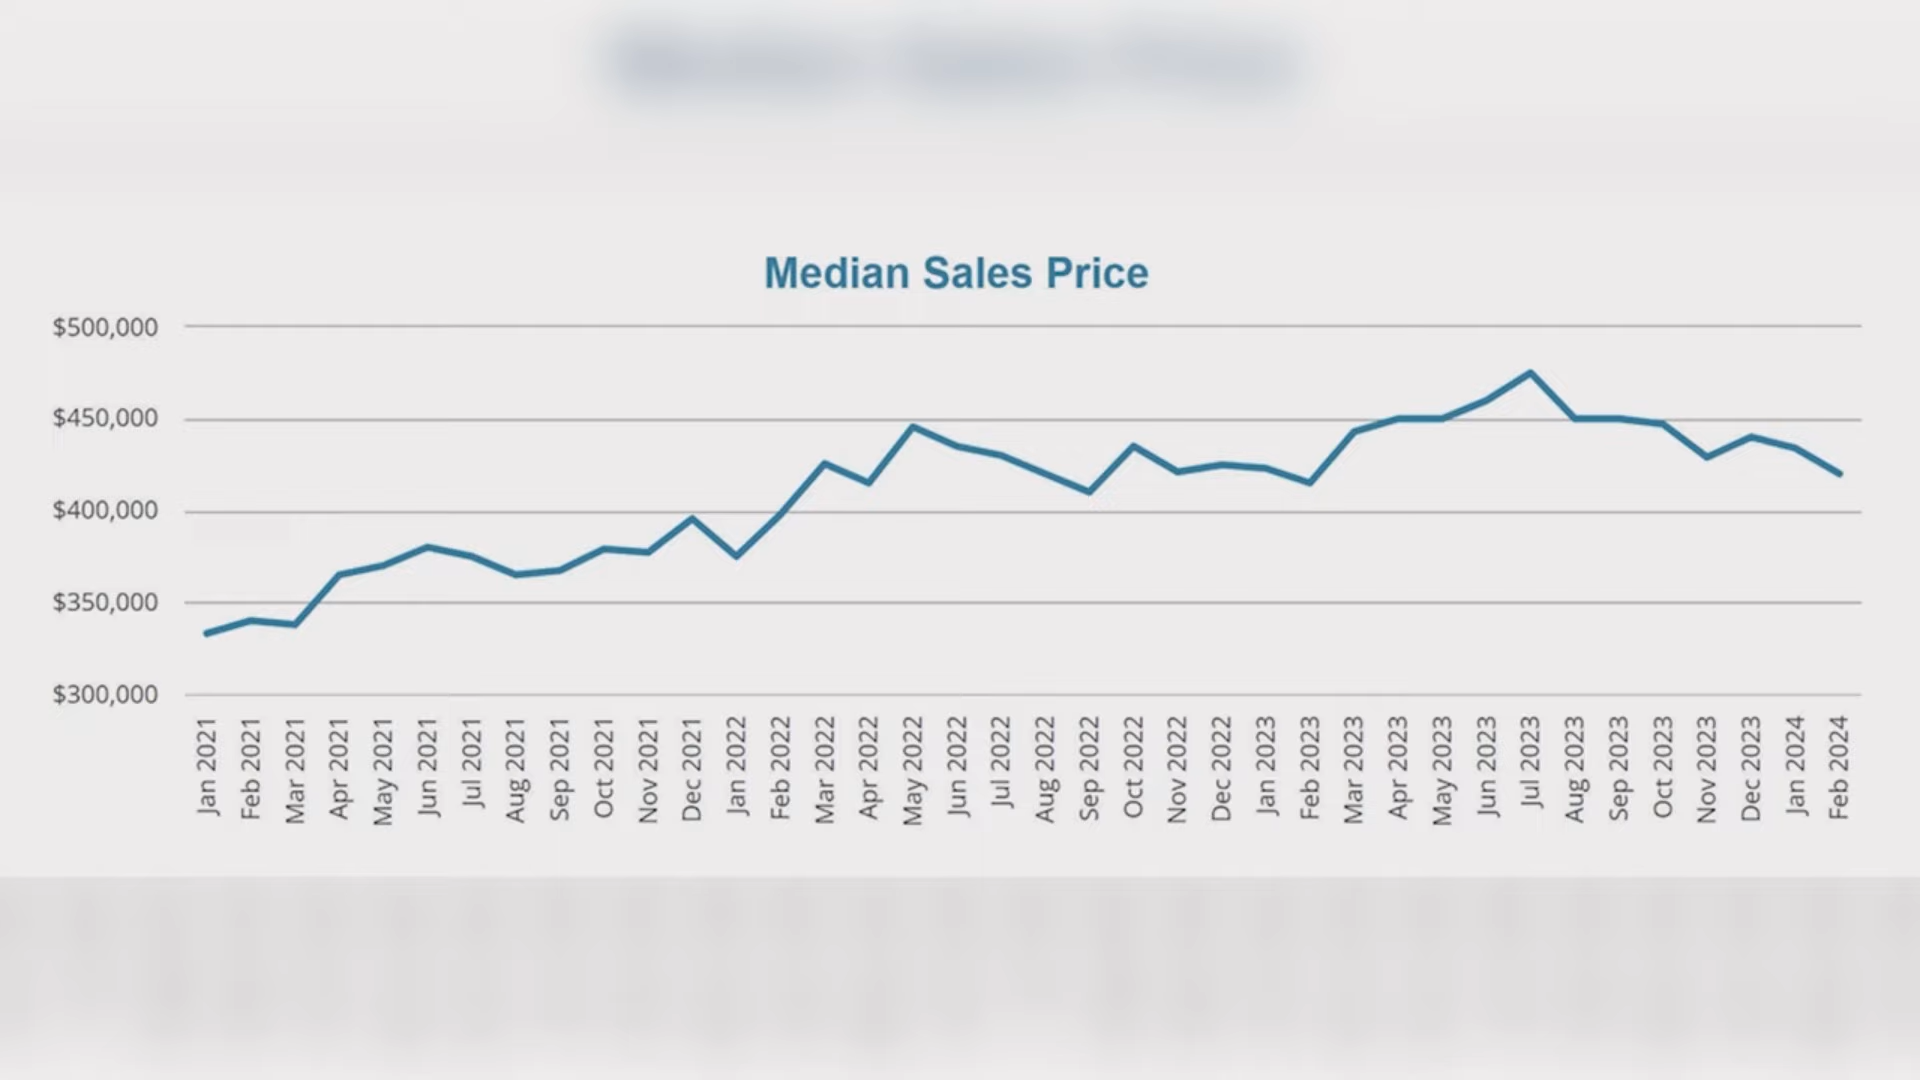 Median Sales Price
$500,000
$450,000
$400,000
$350,000
$300,000
Jan 2021
Feb 2021
Mar 2021
Apr 2021
May 2021
Jun 2021
Jul 2021
Aug 2021
Sep 2021
Oct 2021
Nov 2021
Dec 2021
Jan 2022
Feb 2022
Mar 2022
Apr 2022
May 2022
Jun 2022
Jul 2022
Aug 2022
Sep 2022
Oct 2022
Nov 2022
Dec 2022
Jan 2023
Feb 2023
Mar 2023
Apr 2023
May 2023
Jun 2023
Jul 2023
Aug 2023
Sep 2023
Oct 2023
Nov 2023
Dec 2023
Jan 2024
Feb 2024